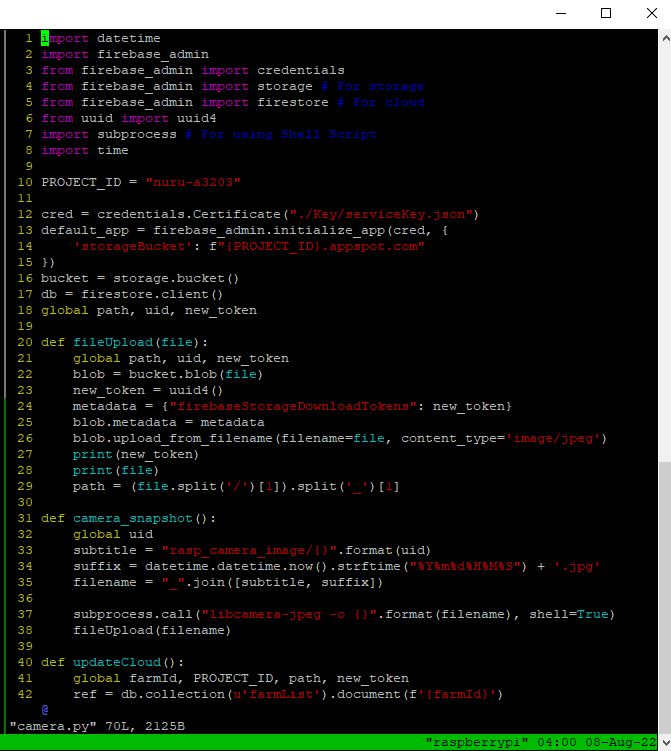 1 import datetime
2 import firebase_admin
3 from firebase_admin import credentials
4 from firebase_admin import storage # For storage
5 from firebase_admin import firestore # For cloud
6 from uuid import uuid4
7 import subprocess # For using Shell Script
8 import time
9
10 PROJECT_ID = "nuru-a3203"
11
12 cred = credentials.Certificate("./Key/serviceKey.json")
13 default_app = firebase_admin.initialize_app(cred, {
14     'storageBucket': f"{PROJECT_ID}.appspot.com"
15 })
16 bucket = storage.bucket()
17 db = firestore.client()
18 global path, uid, new_token
19
20 def fileUpload(file):
21     global path, uid, new_token
22     blob = bucket.blob(file)
23     new_token = uuid4()
24     metadata = {"firebaseStorageDownloadTokens": new_token}
25     blob.metadata = metadata
26     blob.upload_from_filename(filename=file, content_type='image/jpeg')
27     print(new_token)
28     print(file)
29     path = (file.split('/')[1]).split('_')[1]
30
31 def camera_snapshot():
32     global uid
33     subtitle = "rasp_camera_image/{}".format(uid)
34     suffix = datetime.datetime.now().strftime("%Y%m%d%H%M%S") + '.jpg'
35     filename = "_".join([subtitle, suffix])
36
37     subprocess.call("libcamera-jpeg -o {}".format(filename), shell=True)
38     fileUpload(filename)
39
40 def updateCloud():
41     global farmId, PROJECT_ID, path, new_token
42     ref = db.collection(u'farmList').document(f'{farmId}')
@
"camera.py" 70L, 2125B
"raspberrypi" 04:00 08-Aug-22